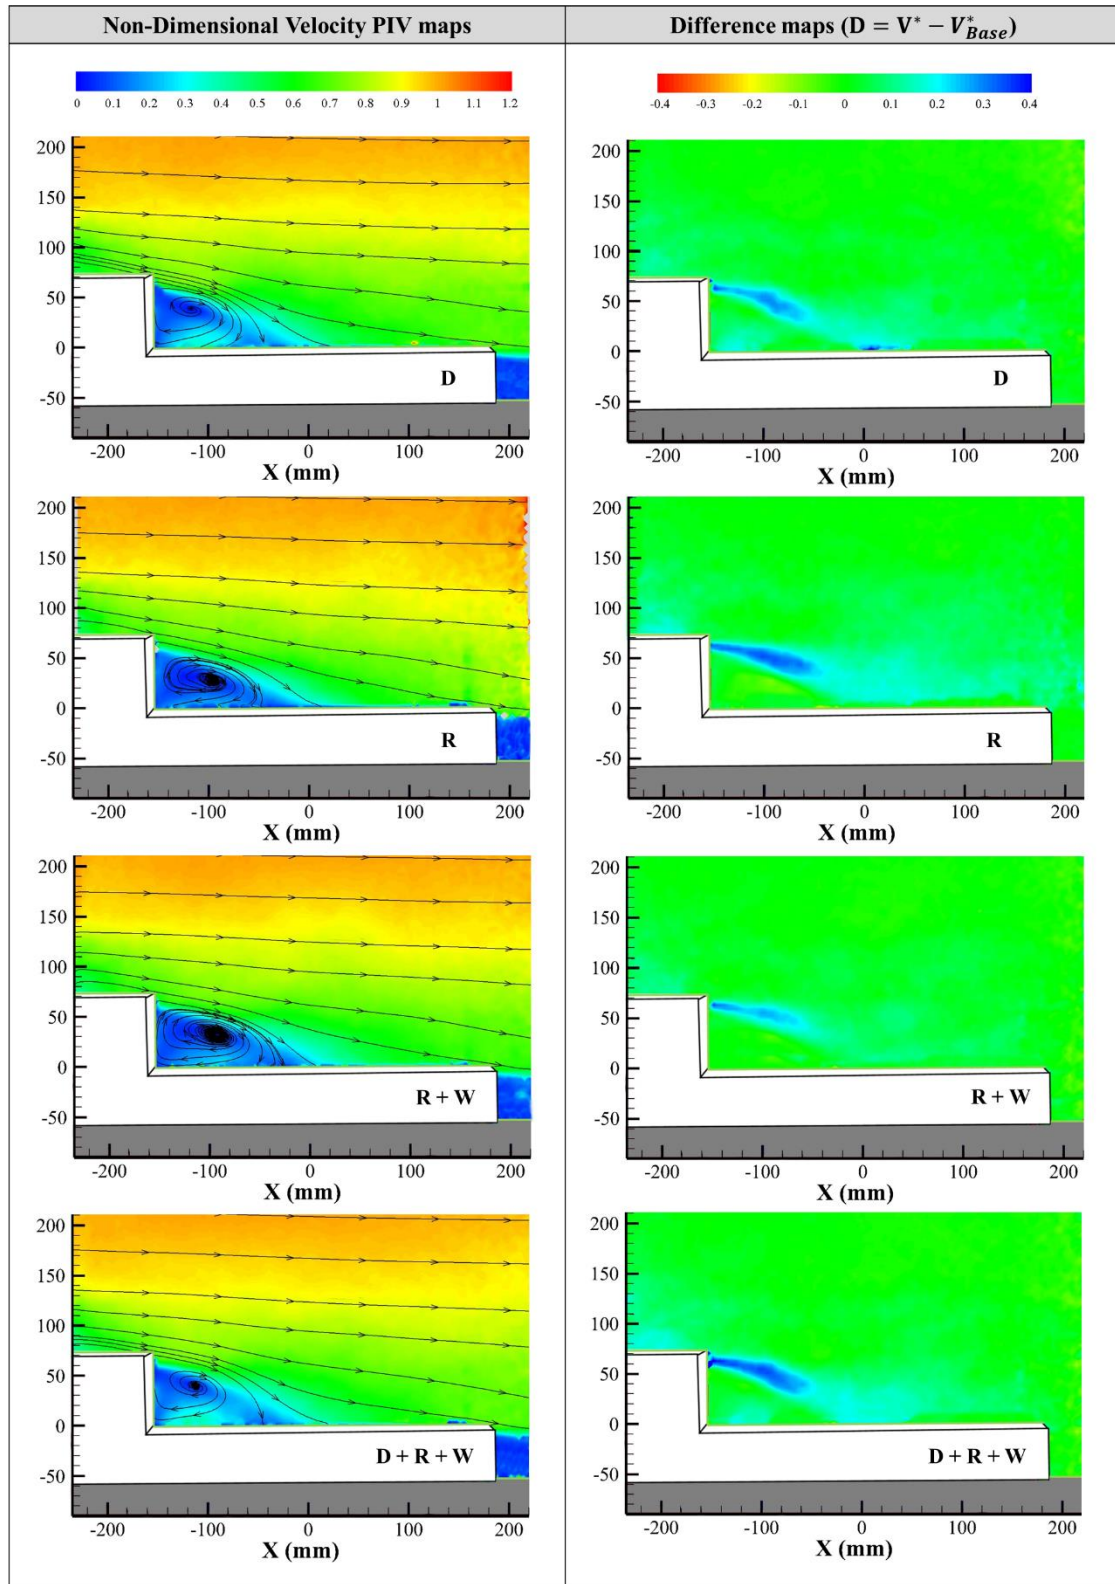 Non-Dimensional Velocity PIV maps
Difference maps (D = V* − V*Base)
0 0.1 0.2 0.3 0.4 0.5 0.6 0.7 0.8 0.9 1 1.1 1.2
-0.4 -0.3 -0.2 -0.1 0 0.1 0.2 0.3 0.4
200
150
100
50
0
-50
D
-200 -100 0 100 200
X (mm)
200
150
100
50
0
-50
D
-200 -100 0 100 200
X (mm)
200
150
100
50
0
-50
R
-200 -100 0 100 200
X (mm)
200
150
100
50
0
-50
R
-200 -100 0 100 200
X (mm)
200
150
100
50
0
-50
R + W
-200 -100 0 100 200
X (mm)
200
150
100
50
0
-50
R + W
-200 -100 0 100 200
X (mm)
200
150
100
50
0
-50
D + R + W
-200 -100 0 100 200
X (mm)
200
150
100
50
0
-50
D + R + W
-200 -100 0 100 200
X (mm)